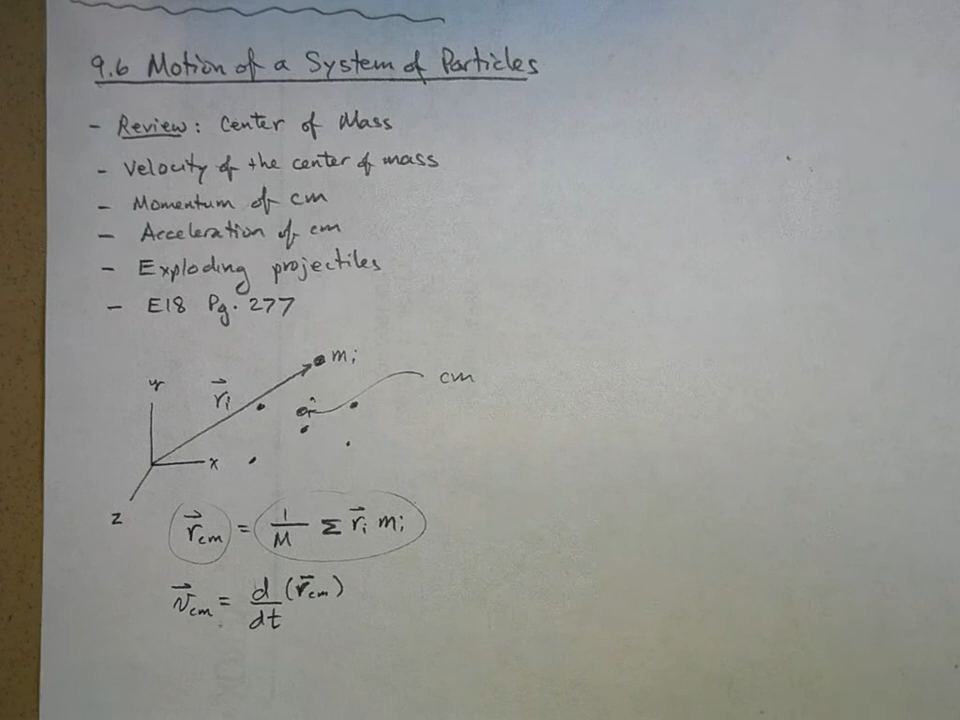 9.6 Motion of a System of Particles
- Review: Center of Mass
- Velocity of the center of mass
- Momentum of cm
- Acceleration of cm
- Exploding projectiles
- E18 Pg. 277
y
r⃗i
mi
cm
x
z
r⃗cm = 1/M Σ r⃗i mi
v⃗cm = d/dt (r⃗cm)